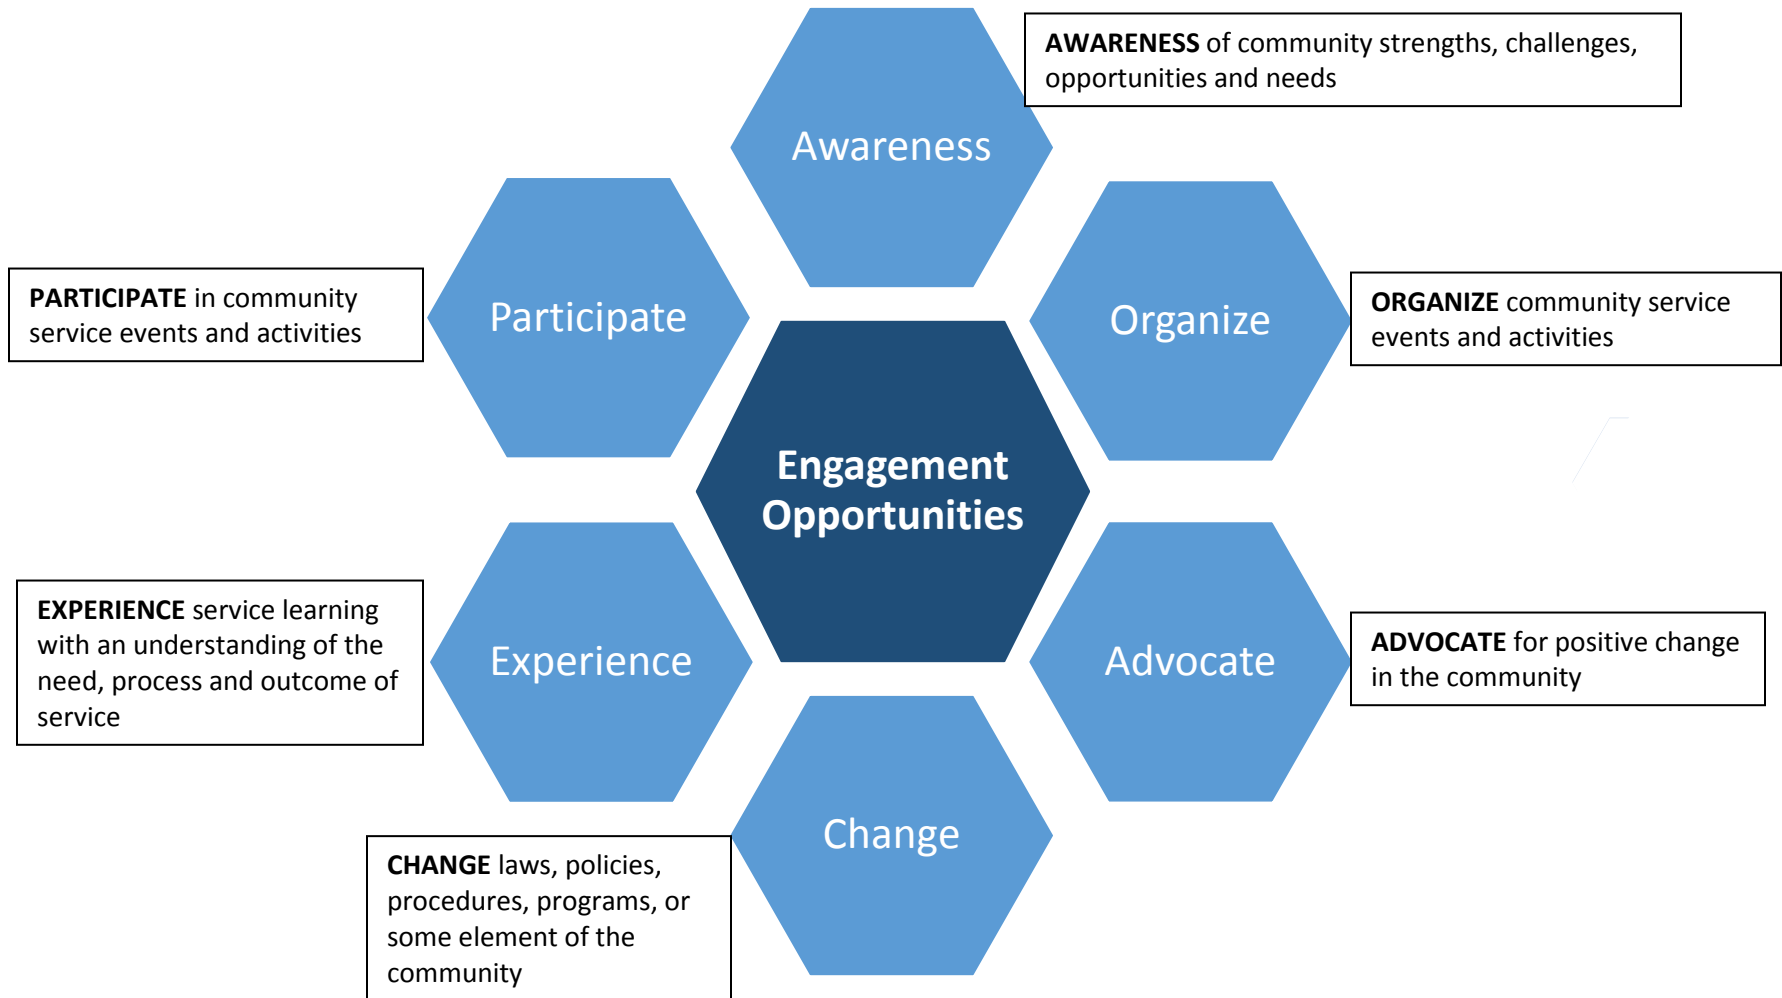 AWARENESS of community strengths, challenges,
opportunities and needs
Awareness
PARTICIPATE in community
service events and activities
Participate
Organize
ORGANIZE community service
events and activities
Engagement
Opportunities
EXPERIENCE service learning
with an understanding of the
need, process and outcome of
service
Experience
Advocate
ADVOCATE for positive change
in the community
Change
CHANGE laws, policies,
procedures, programs, or
some element of the
community